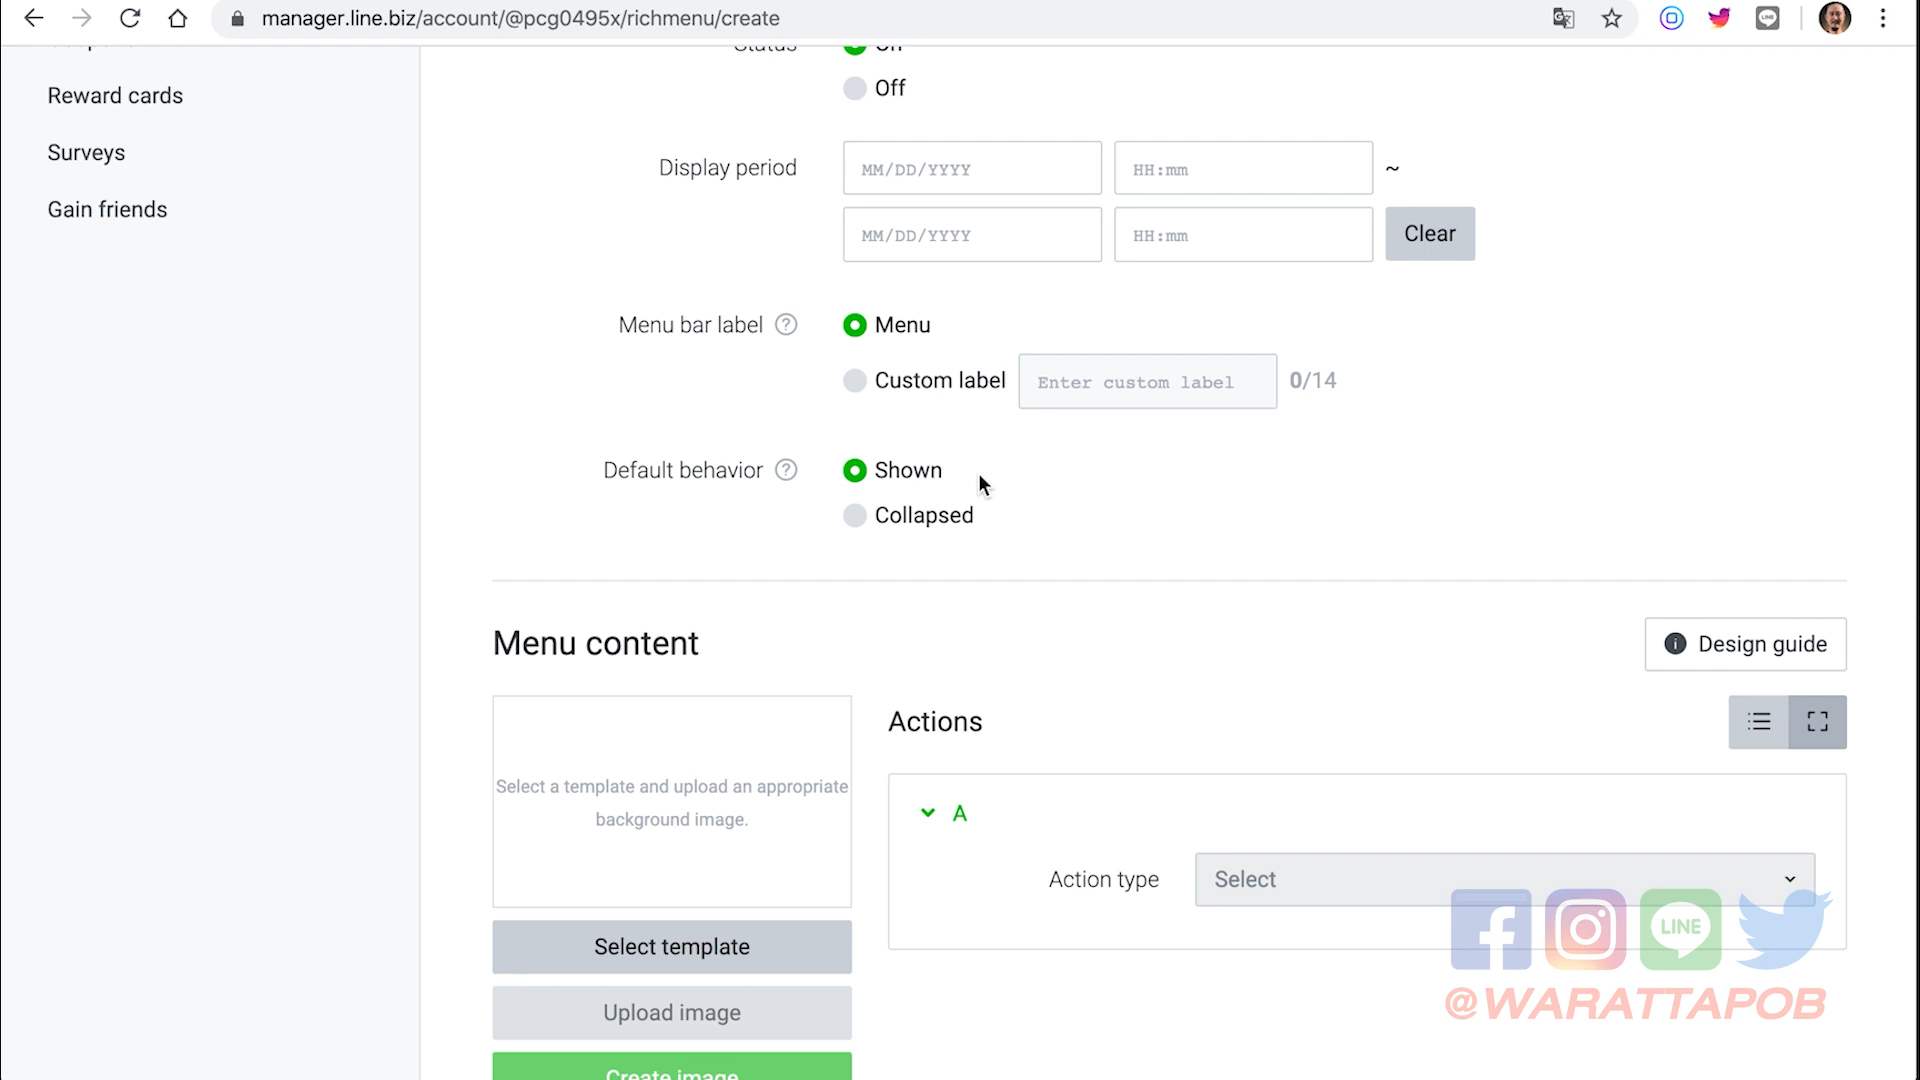 manager.line.biz/account/@pcg0495x/richmenu/create
Status
On
Reward cards
Off
Surveys
Display period
MM/DD/YYYY
HH:mm
~
Gain friends
MM/DD/YYYY
HH:mm
Clear
Menu bar label ?
Menu
Custom label
Enter custom label
0/14
Default behavior ?
Shown
Collapsed
Menu content
Design guide
Select a template and upload an appropriate
background image.
Actions
A
Action type
Select
Select template
Upload image
Create image
LINE
@WARATTAPOB